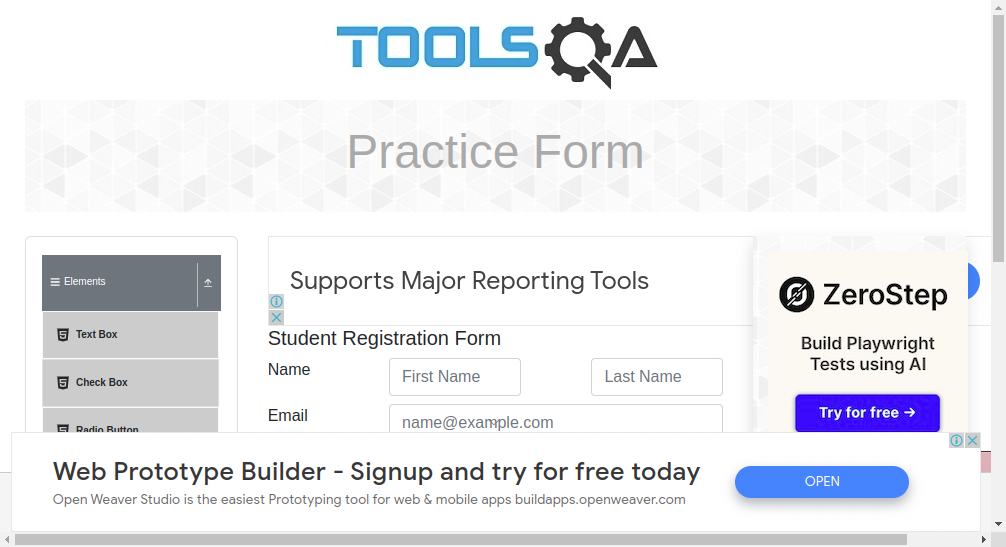 TOOLSQA
Practice Form
Elements
Text Box
Check Box
Radio Button
Supports Major Reporting Tools
Student Registration Form
Name
First Name
Last Name
Email
name@example.com
ZeroStep
Build Playwright
Tests using AI
Try for free →
Web Prototype Builder - Signup and try for free today
Open Weaver Studio is the easiest Prototyping tool for web & mobile apps buildapps.openweaver.com
OPEN